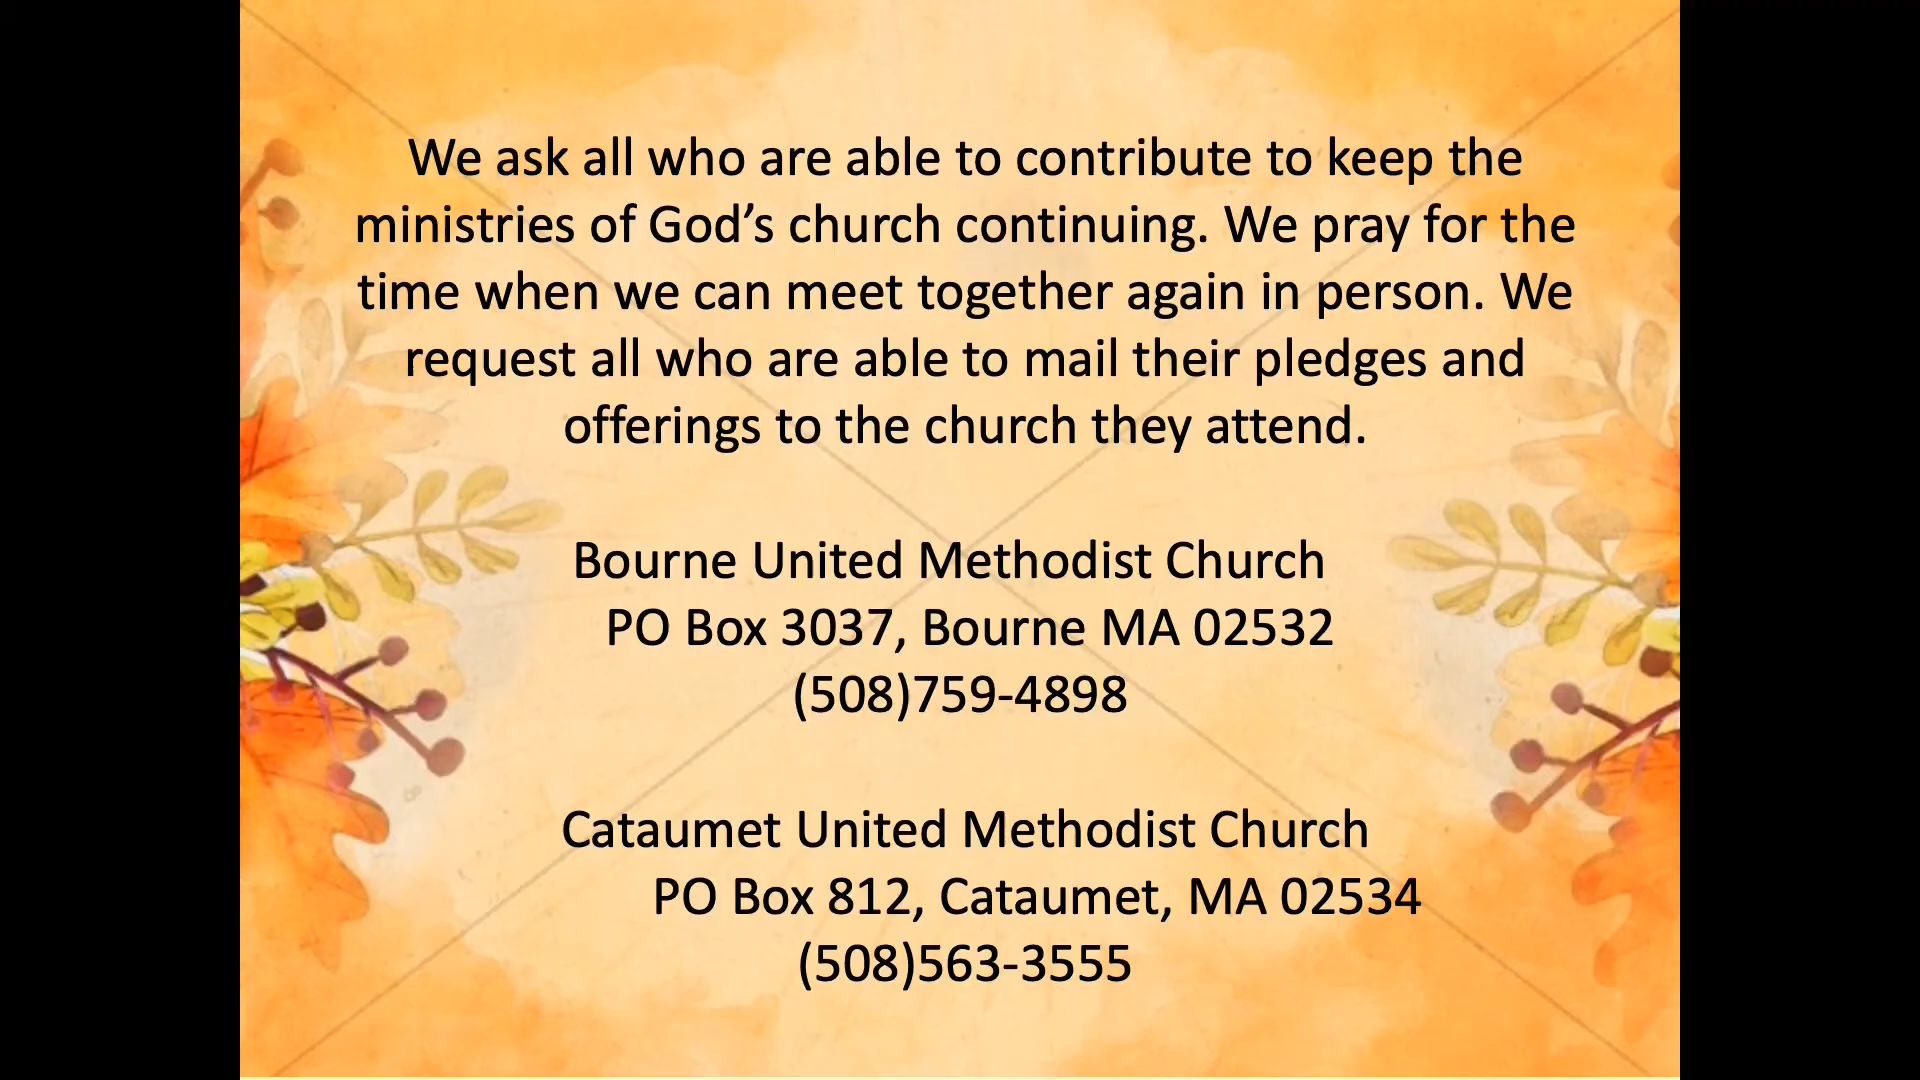 We ask all who are able to contribute to keep the
ministries of God’s church continuing. We pray for the
time when we can meet together again in person. We
request all who are able to mail their pledges and
offerings to the church they attend.
Bourne United Methodist Church
PO Box 3037, Bourne MA 02532
(508)759-4898
Cataumet United Methodist Church
PO Box 812, Cataumet, MA 02534
(508)563-3555